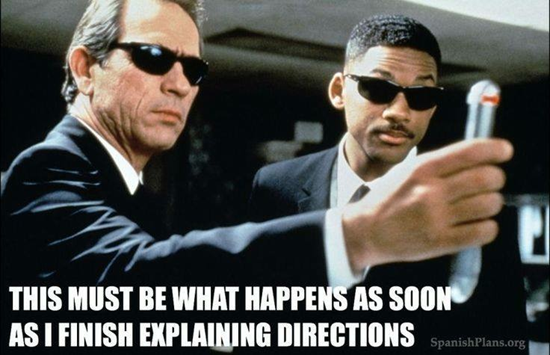 THIS MUST BE WHAT HAPPENS AS SOON
AS I FINISH EXPLAINING DIRECTIONS
SpanishPlans.org